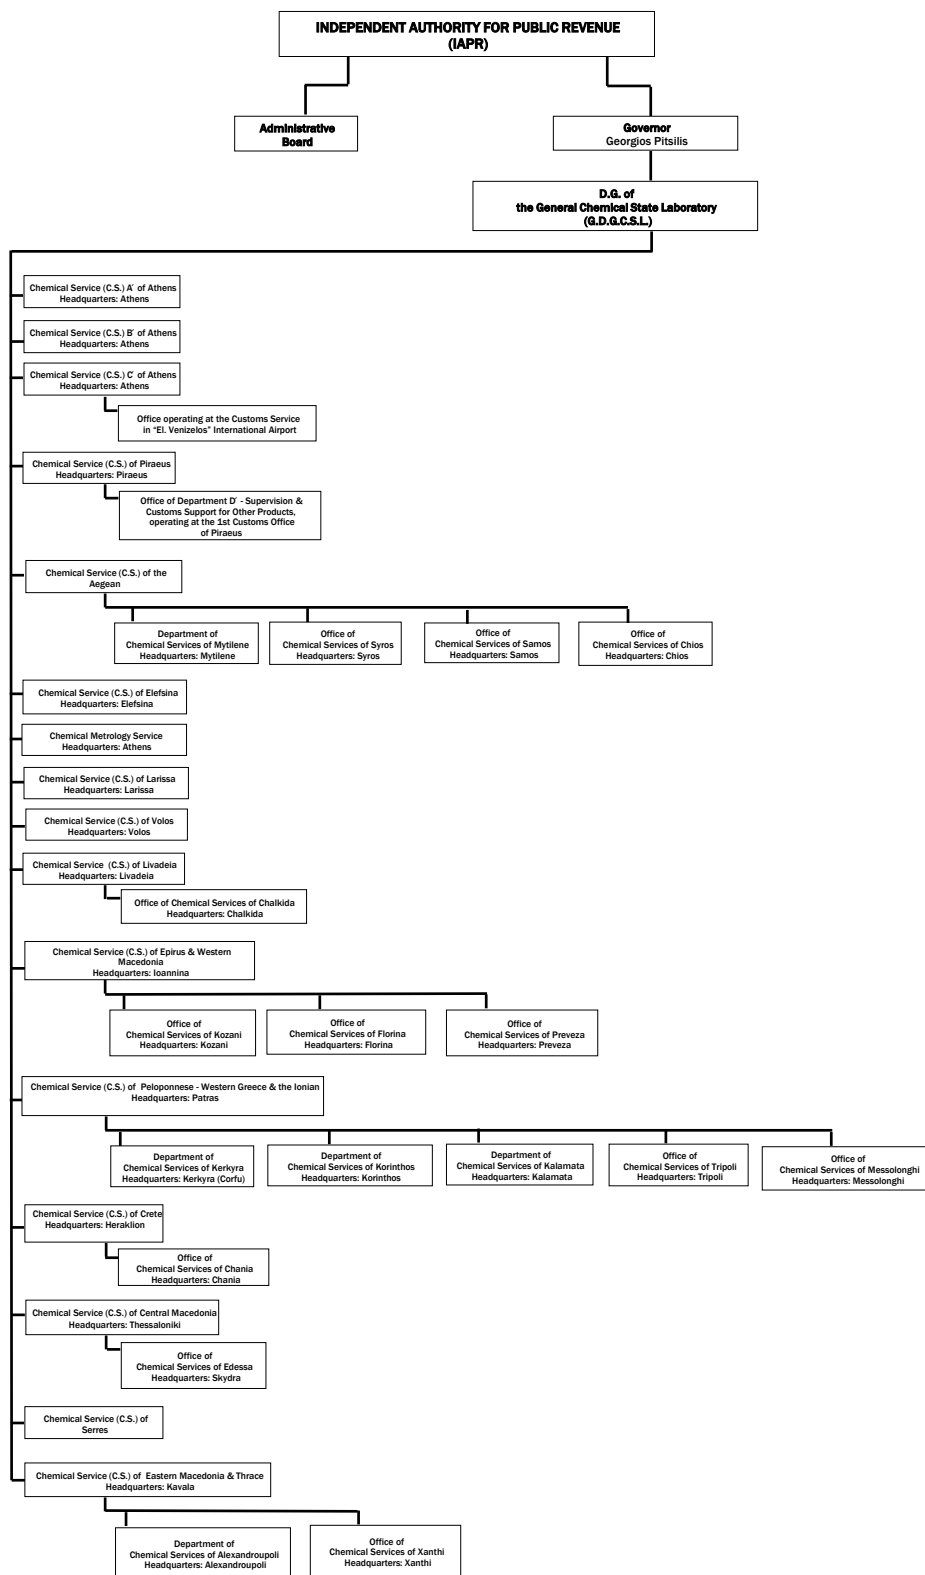 INDEPENDENT AUTHORITY FOR PUBLIC REVENUE
(IAPR)
Administrative
Board
Governor
Georgios Pitsilis
D.G. of
the General Chemical State Laboratory
(G.D.G.C.S.L.)
Chemical Service (C.S.) A΄ of Athens
Headquarters: Athens
Chemical Service (C.S.) B΄ of Athens
Headquarters: Athens
Chemical Service (C.S.) C΄ of Athens
Headquarters: Athens
Office operating at the Customs Service
in “El. Venizelos” International Airport
Chemical Service (C.S.) of Piraeus
Headquarters: Piraeus
Office of Department D΄ - Supervision &
Customs Support for Other Products,
operating at the 1st Customs Office
of Piraeus
Chemical Service (C.S.) of the
Aegean
Department of
Chemical Services of Mytilene
Headquarters: Mytilene
Office of
Chemical Services of Syros
Headquarters: Syros
Office of
Chemical Services of Samos
Headquarters: Samos
Office of
Chemical Services of Chios
Headquarters: Chios
Chemical Service (C.S.) of Elefsina
Headquarters: Elefsina
Chemical Metrology Service
Headquarters: Athens
Chemical Service (C.S.) of Larissa
Headquarters: Larissa
Chemical Service (C.S.) of Volos
Headquarters: Volos
Chemical Service (C.S.) of Livadeia
Headquarters: Livadeia
Office of Chemical Services of Chalkida
Headquarters: Chalkida
Chemical Service (C.S.) of Epirus & Western
Macedonia
Headquarters: Ioannina
Office of
Chemical Services of Kozani
Headquarters: Kozani
Office of
Chemical Services of Florina
Headquarters: Florina
Office of
Chemical Services of Preveza
Headquarters: Preveza
Chemical Service (C.S.) of Peloponnese - Western Greece & the Ionian
Headquarters: Patras
Department of
Chemical Services of Kerkyra
Headquarters: Kerkyra (Corfu)
Department of
Chemical Services of Korinthos
Headquarters: Korinthos
Department of
Chemical Services of Kalamata
Headquarters: Kalamata
Office of
Chemical Services of Tripoli
Headquarters: Tripoli
Office of
Chemical Services of Messolonghi
Headquarters: Messolonghi
Chemical Service (C.S.) of Crete
Headquarters: Heraklion
Office of
Chemical Services of Chania
Headquarters: Chania
Chemical Service (C.S.) of Central Macedonia
Headquarters: Thessaloniki
Office of
Chemical Services of Edessa
Headquarters: Skydra
Chemical Service (C.S.) of
Serres
Chemical Service (C.S.) of Eastern Macedonia & Thrace
Headquarters: Kavala
Department of
Chemical Services of Alexandroupoli
Headquarters: Alexandroupoli
Office of
Chemical Services of Xanthi
Headquarters: Xanthi